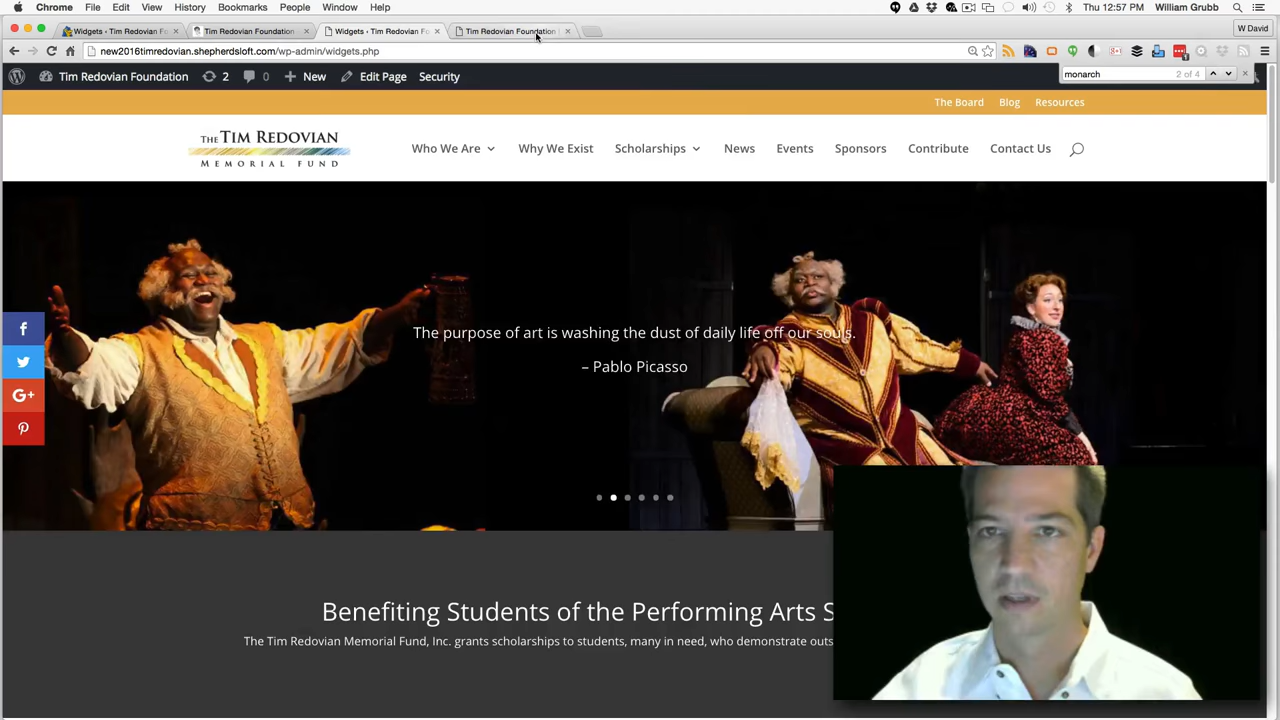 Chrome File Edit View History Bookmarks People Window Help
Thu 12:57 PM William Grubb
Widgets ‹ Tim Redovian Fo
Tim Redovian Foundation
Widgets ‹ Tim Redovian Fo
Tim Redovian Foundation
W David
new2016timredovian.shepherdsloft.com/wp-admin/widgets.php
monarch 2 of 4
Tim Redovian Foundation 2 0 New Edit Page Security
The Board Blog Resources
THE TIM REDOVIAN
MEMORIAL FUND
Who We Are Why We Exist Scholarships News Events Sponsors Contribute Contact Us
The purpose of art is washing the dust of daily life off our souls.
– Pablo Picasso
f
G+
Benefiting Students of the Performing Arts S
The Tim Redovian Memorial Fund, Inc. grants scholarships to students, many in need, who demonstrate outs